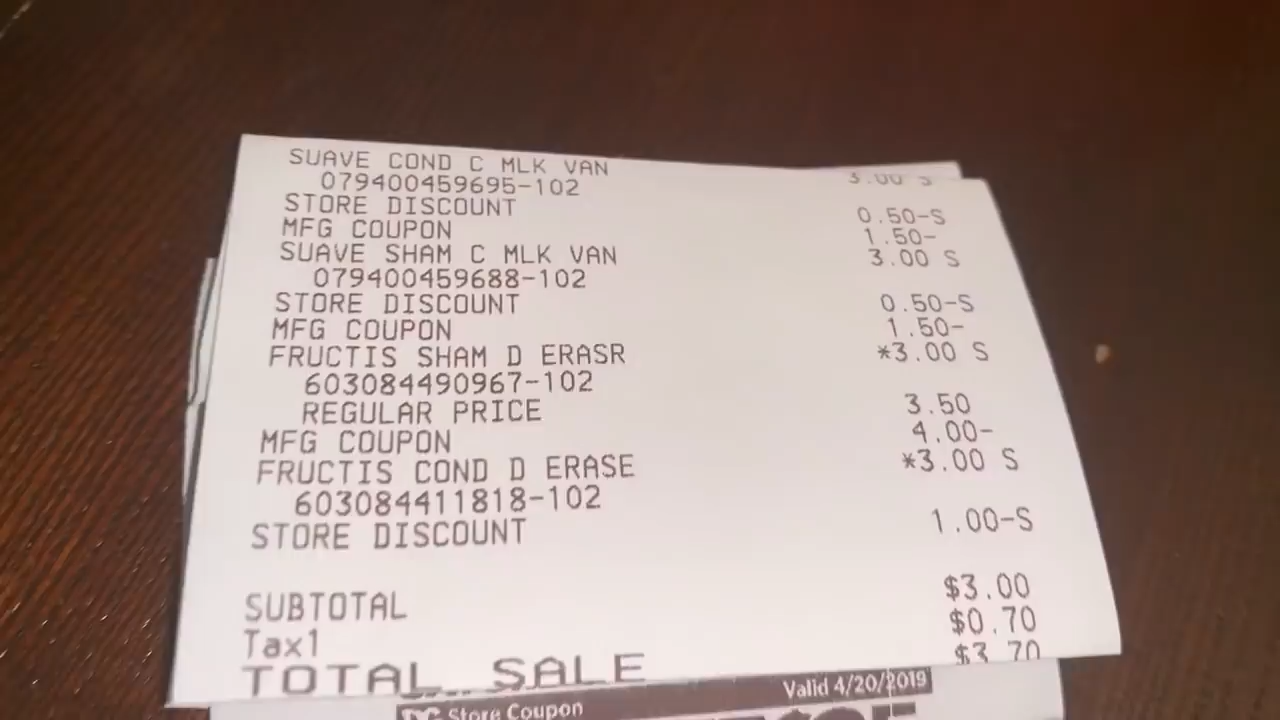 SUAVE COND C MLK VAN 3.00 S
079400459695-102
STORE DISCOUNT 0.50-S
MFG COUPON 1.50-
SUAVE SHAM C MLK VAN 3.00 S
079400459688-102
STORE DISCOUNT 0.50-S
MFG COUPON 1.50-
FRUCTIS SHAM D ERASR *3.00 S
603084490967-102
REGULAR PRICE 3.50
MFG COUPON 4.00-
FRUCTIS COND D ERASE *3.00 S
603084411818-102
STORE DISCOUNT 1.00-S
SUBTOTAL $3.00
Tax1 $0.70
TOTAL SALE $3.70
Valid 4/20/2019
DG Store Coupon